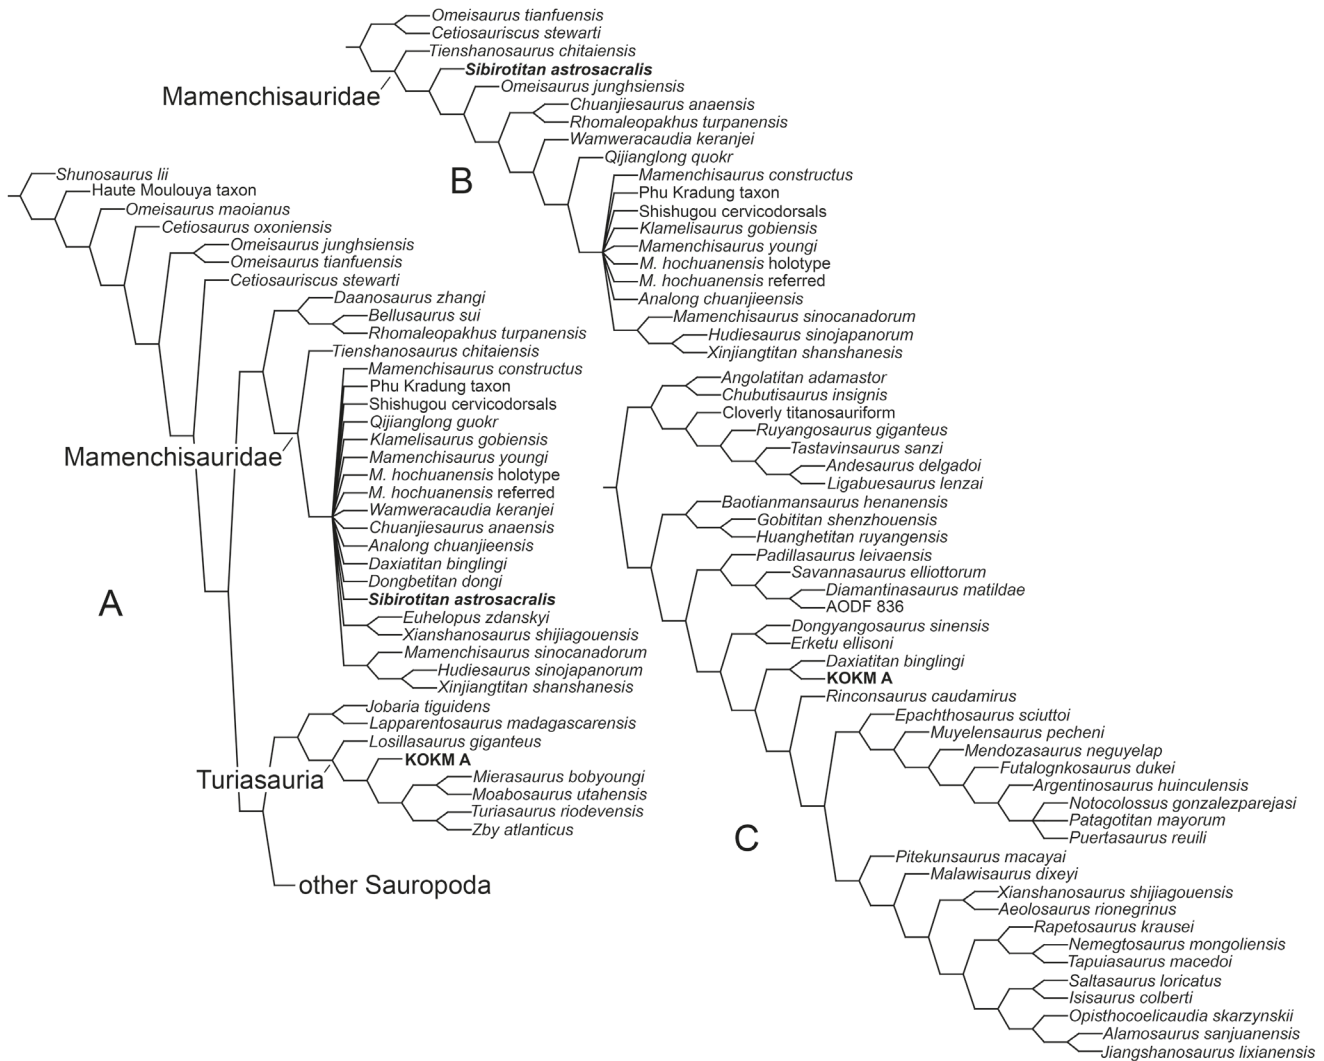 Omeisaurus tianfuensis
Cetiosauriscus stewarti
Tienshanosaurus chitaiensis
Sibirotitan astrosacralis
Mamenchisauridae
Omeisaurus junghsiensis
Chuanjiesaurus anaensis
Rhomaleopakhus turpanensis
Wamweracaudia keranjei
Qijianglong quokr
B
Mamenchisaurus constructus
Phu Kradung taxon
Shishugou cervicodorsals
Klamelisaurus gobiensis
Mamenchisaurus youngi
M. hochuanensis holotype
M. hochuanensis referred
Analong chuanjieensis
Mamenchisaurus sinocanadorum
Hudiesaurus sinojapanorum
Xinjiangtitan shanshanesis
Shunosaurus lii
Haute Moulouya taxon
Omeisaurus maoianus
Cetiosaurus oxoniensis
Omeisaurus junghsiensis
Omeisaurus tianfuensis
Cetiosauriscus stewarti
Daanosaurus zhangi
Bellusaurus sui
Rhomaleopakhus turpanensis
Tienshanosaurus chitaiensis
Mamenchisaurus constructus
Phu Kradung taxon
Shishugou cervicodorsals
Qijianglong guokr
Klamelisaurus gobiensis
Mamenchisauridae
Mamenchisaurus youngi
M. hochuanensis holotype
M. hochuanensis referred
Wamweracaudia keranjei
Chuanjiesaurus anaensis
Analong chuanjieensis
Daxiatitan binglingi
Dongbetitan dongi
A
Sibirotitan astrosacralis
Euhelopus zdanskyi
Xianshanosaurus shijiagouensis
Mamenchisaurus sinocanadorum
Hudiesaurus sinojapanorum
Xinjiangtitan shanshanesis
Jobaria tiguidens
Lapparentosaurus madagascarensis
Losillasaurus giganteus
KOKM A
Turiasauria
Mierasaurus bobyoungi
Moabosaurus utahensis
Turiasaurus riodevensis
Zby atlanticus
other Sauropoda
Angolatitan adamastor
Chubutisaurus insignis
Cloverly titanosauriform
Ruyangosaurus giganteus
Tastavinsaurus sanzi
Andesaurus delgadoi
Ligabuesaurus lenzai
Baotianmansaurus henanensis
Gobititan shenzhouensis
Huanghetitan ruyangensis
Padillasaurus leivaensis
Savannasaurus elliottorum
Diamantinasaurus matildae
AODF 836
Dongyangosaurus sinensis
Erketu ellisoni
Daxiatitan binglingi
KOKM A
Rinconsaurus caudamirus
Epachthosaurus sciuttoi
Muyelensaurus pecheni
Mendozasaurus neguyelap
Futalognkosaurus dukei
Argentinosaurus huinculensis
Notocolossus gonzalezparejasi
Patagotitan mayorum
Puertasaurus reuili
C
Pitekunsaurus macayai
Malawisaurus dixeyi
Xianshanosaurus shijiagouensis
Aeolosaurus rionegrinus
Rapetosaurus krausei
Nemegtosaurus mongoliensis
Tapuiasaurus macedoi
Saltasaurus loricatus
Isisaurus colberti
Opisthocoelicaudia skarzynskii
Alamosaurus sanjuanensis
Jiangshanosaurus lixianensis